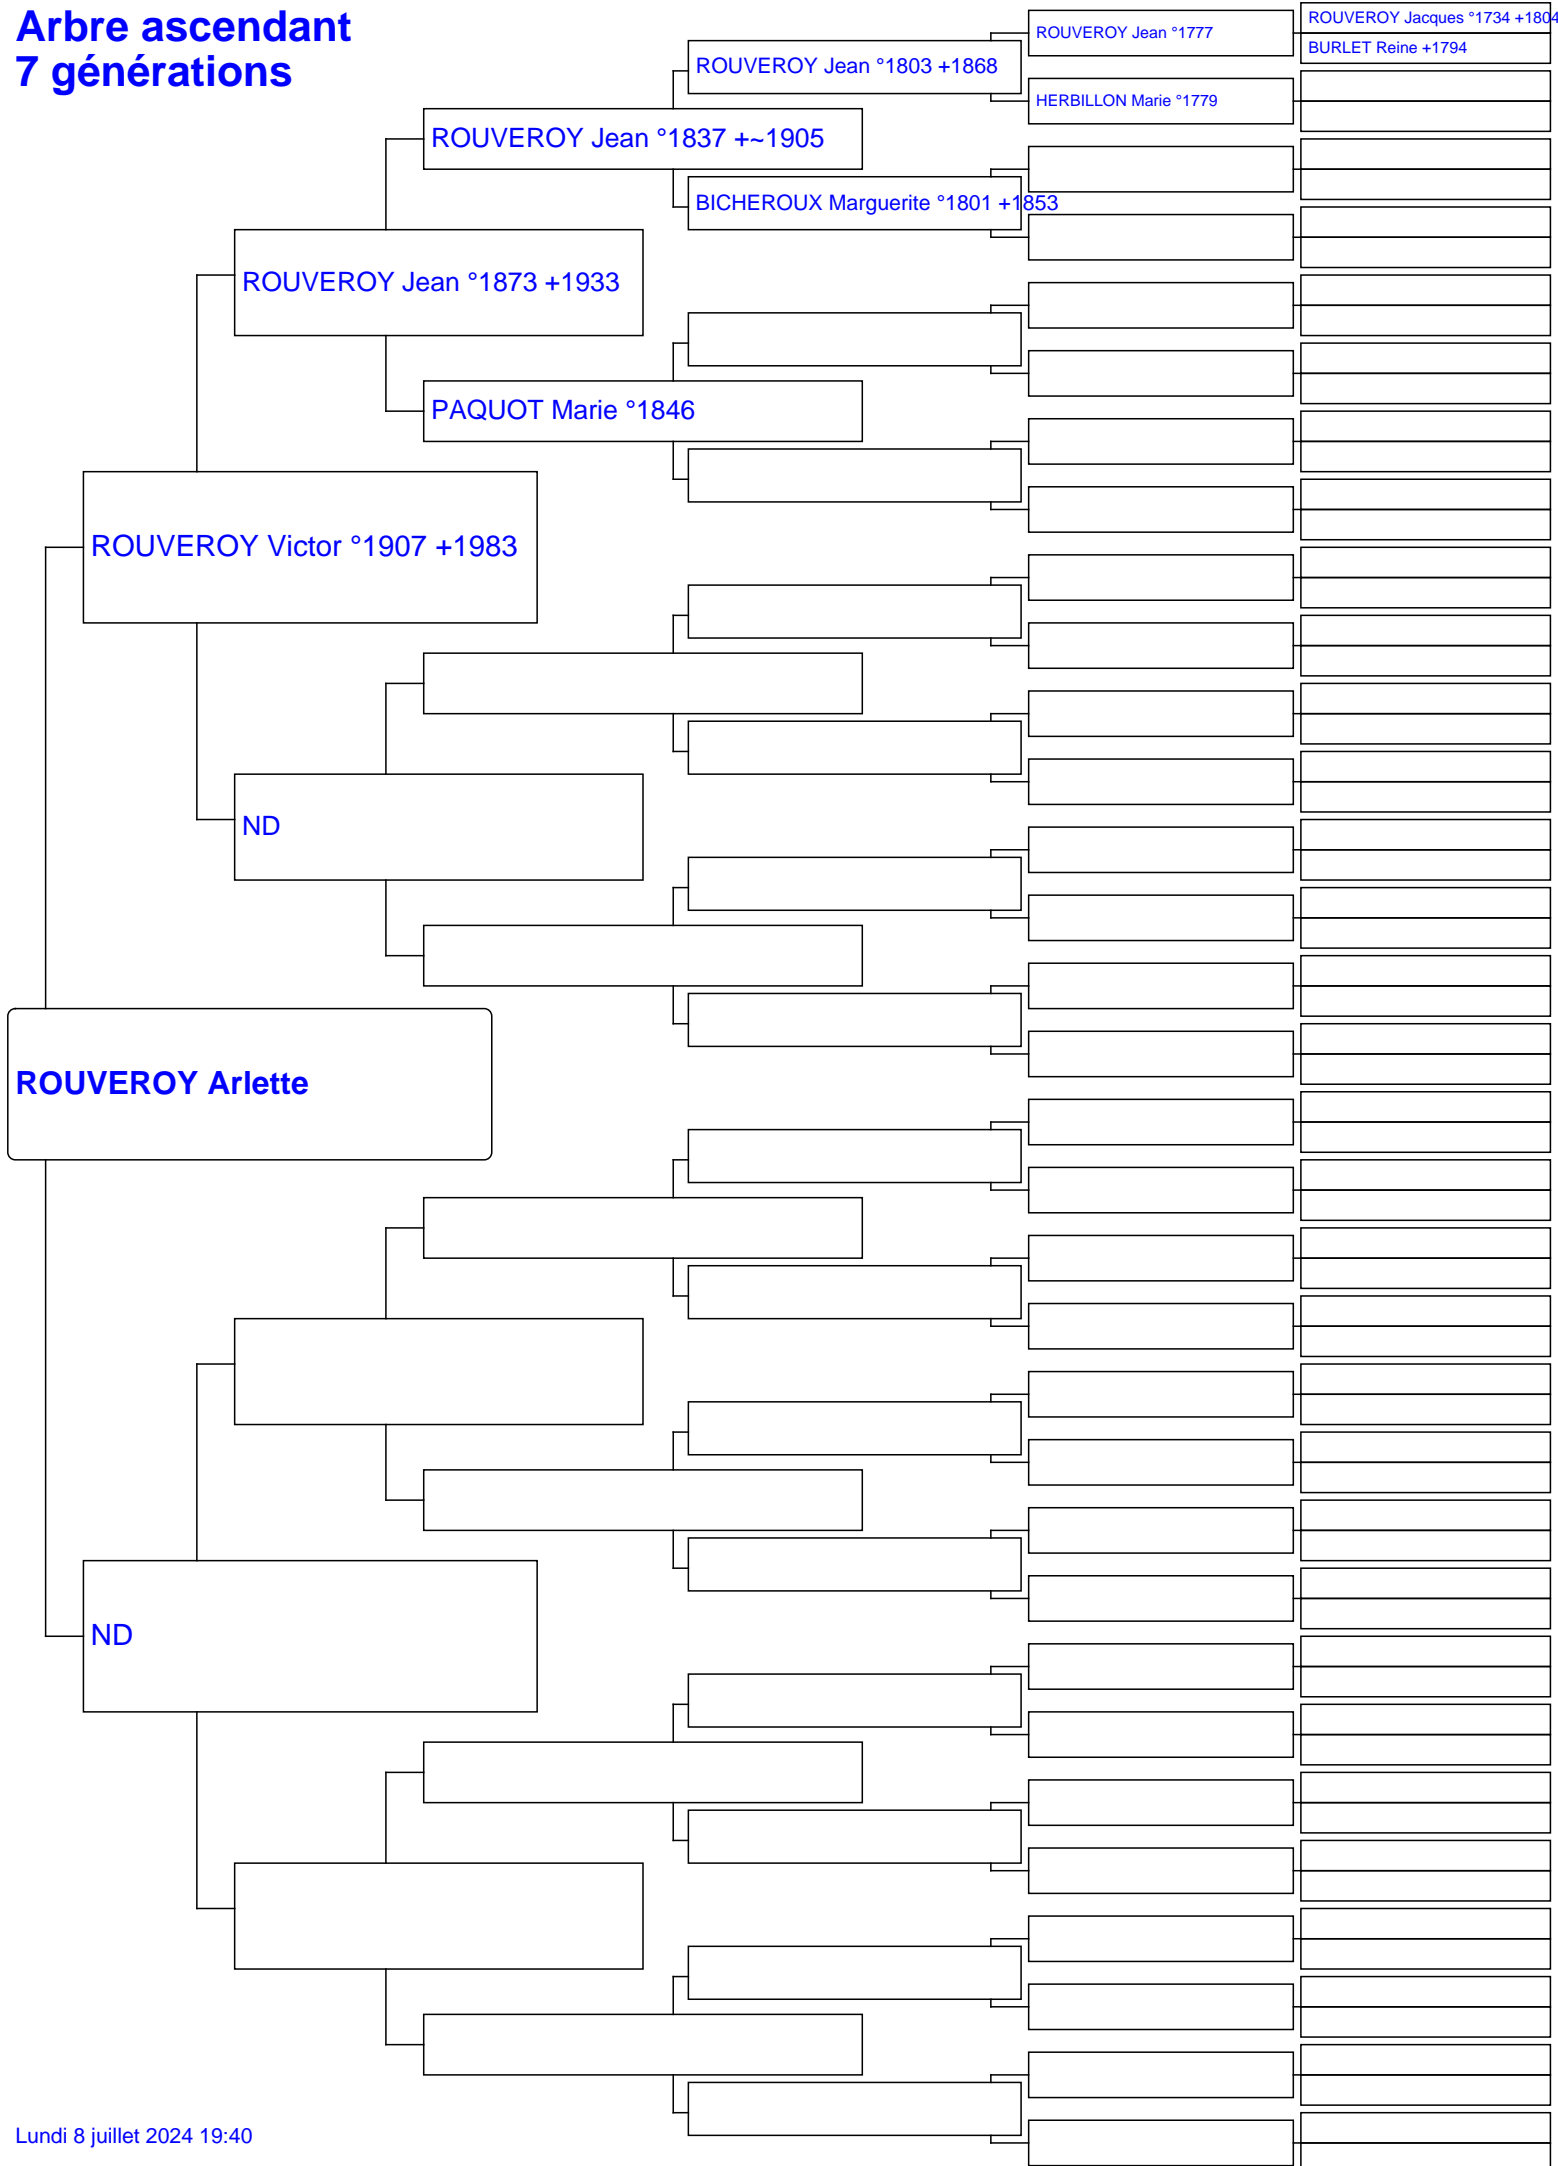 Arbre ascendant
7 générations
ROUVEROY Jacques °1734 +1804
ROUVEROY Jean °1777
BURLET Reine +1794
ROUVEROY Jean °1803 +1868
HERBILLON Marie °1779
ROUVEROY Jean °1837 +~1905
BICHEROUX Marguerite °1801 +1853
ROUVEROY Jean °1873 +1933
PAQUOT Marie °1846
ROUVEROY Victor °1907 +1983
ND
ROUVEROY Arlette
ND
Lundi 8 juillet 2024 19:40